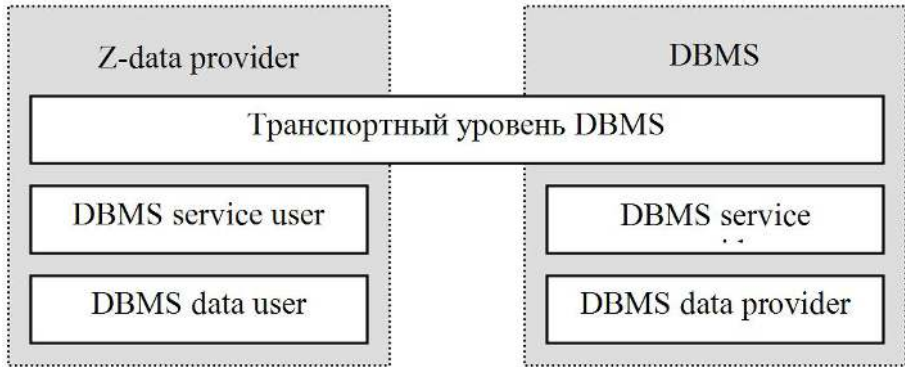 Z-data provider
DBMS
Транспортный уровень DBMS
DBMS service user
DBMS service
DBMS data user
DBMS data provider